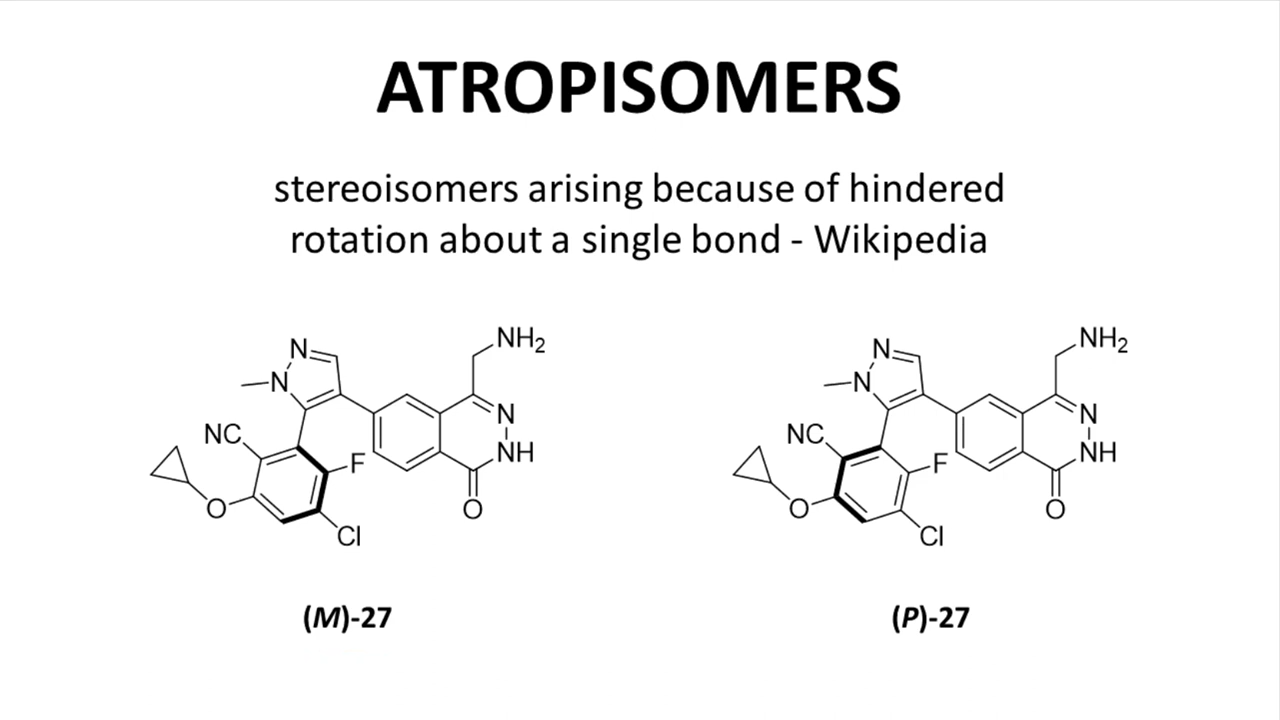 ATROPISOMERS
stereoisomers arising because of hindered
rotation about a single bond - Wikipedia
NH2
N
N
N
NH
NC
F
O
O
Cl
NH2
N
N
N
NH
NC
F
O
O
Cl
(M)-27
(P)-27